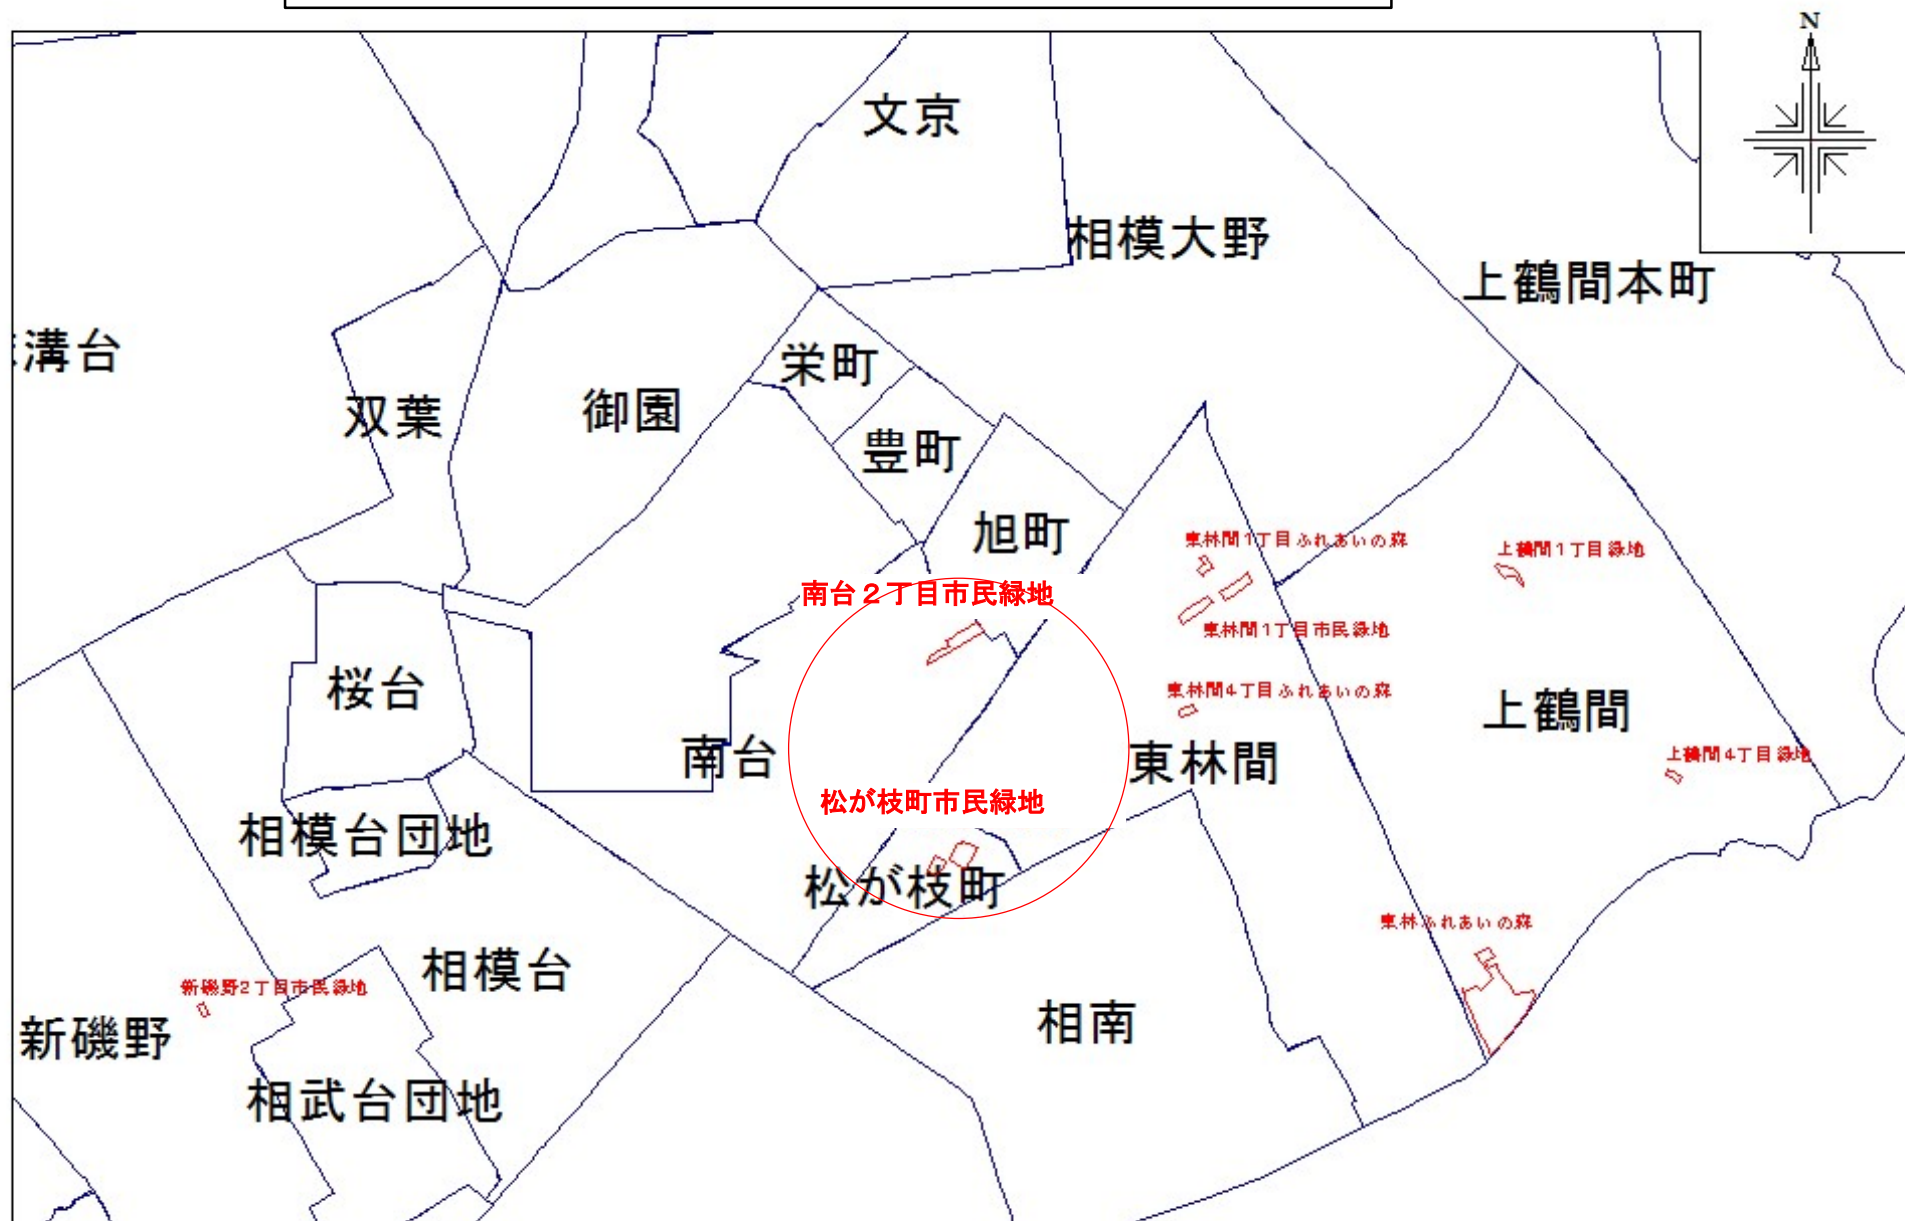 N
文京
相模大野
上鶴間本町
溝台
栄町
双葉
御園
豊町
旭町
東林間1丁目ふれあいの森
上鶴間1丁目緑地
南台２丁目市民緑地
東林間1丁目市民緑地
桜台
東林間4丁目ふれあいの森
上鶴間
南台
東林間
上鶴間4丁目緑地
松が枝町市民緑地
相模台団地
松が枝町
東林ふれあいの森
相模台
新磯野2丁目市民緑地
相南
新磯野
相武台団地